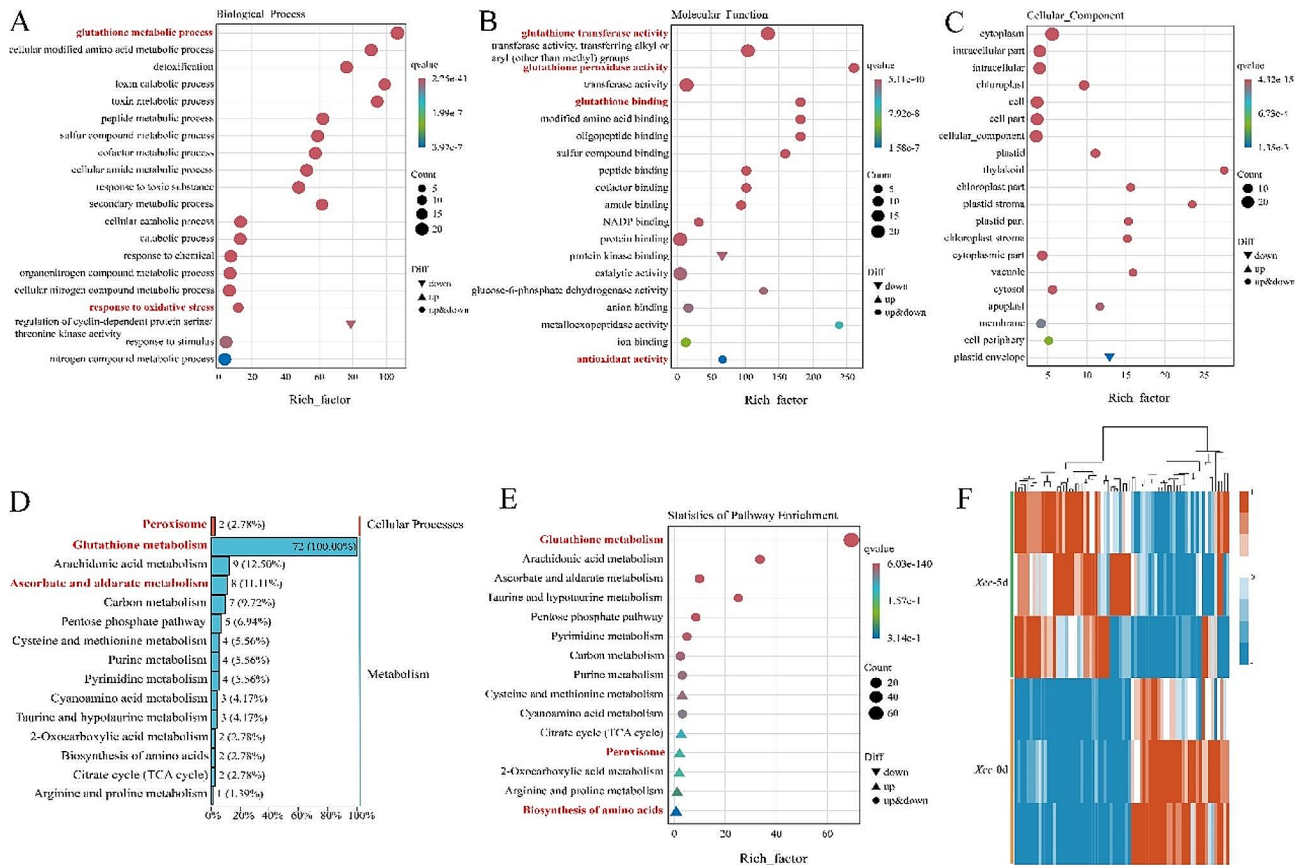 A
Biological Process
glutathione metabolic process
cellular modified amino acid metabolic process
detoxification
toxin catabolic process
toxin metabolic process
peptide metabolic process
sulfur compound metabolic process
cofactor metabolic process
cellular amide metabolic process
response to toxic substance
secondary metabolic process
cellular catabolic process
catabolic process
response to chemical
organonitrogen compound metabolic process
cellular nitrogen compound metabolic process
response to oxidative stress
regulation of cyclin-dependent protein serine/
threonine kinase activity
response to stimulus
nitrogen compound metabolic process
0 20 40 60 80 100
Rich_factor
qvalue
1.99e-7
3.97e-7
Count
5
10
15
20
Diff
down
up
up&down
B
Molecular Function
glutathione transferase activity
transferase activity, transferring alkyl or
aryl (other than methyl) groups
glutathione peroxidase activity
transferase activity
glutathione binding
modified amino acid binding
oligopeptide binding
sulfur compound binding
peptide binding
cofactor binding
amide binding
NADP binding
protein binding
protein kinase binding
catalytic activity
glucose-6-phosphate dehydrogenase activity
anion binding
metalloexopeptidase activity
ion binding
antioxidant activity
0 50 100 150 200 250
Rich_factor
qvalue
5.11e-40
7.92e-8
1.58e-7
Count
5
10
15
20
Diff
down
up
up&down
C
Cellular_Component
cytoplasm
intracellular part
intracellular
chloroplast
cell
cell part
cellular_component
plastid
thylakoid
chloroplast part
plastid stroma
plastid part
chloroplast stroma
cytoplasmic part
vacuole
cytosol
apoplast
membrane
cell periphery
plastid envelope
5 10 15 20 25
Rich_factor
qvalue
4.32e-15
1.35e-3
Count
10
20
Diff
down
up
up&down
D
Peroxisome 2 (2.78%) Cellular Processes
Glutathione metabolism 72 (100.00%)
Arachidonic acid metabolism 9 (12.50%)
Ascorbate and aldarate metabolism 8 (11.11%)
Carbon metabolism 7 (9.72%)
Pentose phosphate pathway 5 (6.94%)
Cysteine and methionine metabolism 4 (5.56%)
Purine metabolism 4 (5.56%)
Pyrimidine metabolism 4 (5.56%)
Metabolism
Cyanoamino acid metabolism 3 (4.17%)
Taurine and hypotaurine metabolism 3 (4.17%)
2-Oxocarboxylic acid metabolism 2 (2.78%)
Biosynthesis of amino acids 2 (2.78%)
Citrate cycle (TCA cycle) 2 (2.78%)
Arginine and proline metabolism 1 (1.39%)
0% 20% 40% 60% 80% 100%
E
Statistics of Pathway Enrichment
Glutathione metabolism
Arachidonic acid metabolism
Ascorbate and aldarate metabolism
Taurine and hypotaurine metabolism
Pentose phosphate pathway
Pyrimidine metabolism
Carbon metabolism
Purine metabolism
Cysteine and methionine metabolism
Cyanoamino acid metabolism
Citrate cycle (TCA cycle)
Peroxisome
2-Oxocarboxylic acid metabolism
Arginine and proline metabolism
Biosynthesis of amino acids
0 20 40 60
Rich_factor
qvalue
6.03e-140
1.57e-1
3.14e-1
Count
20
40
60
Diff
down
up
up&down
F
Xcc-5d
Xcc-0d